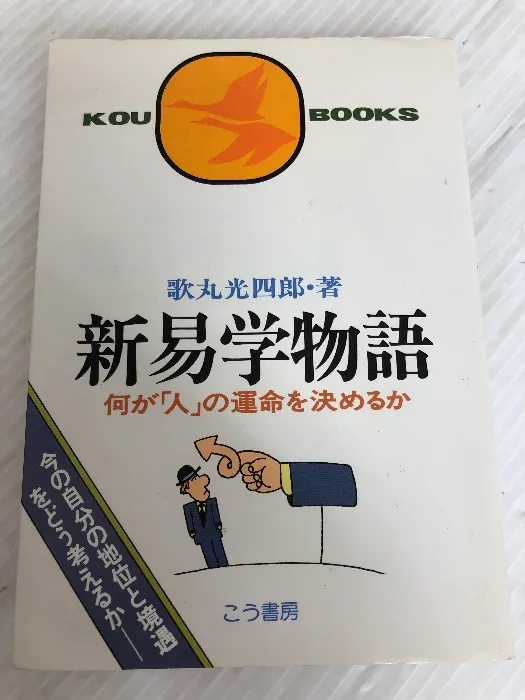 KOU BOOKS
歌丸光四郎・著
新易学物語
何が「人」の運命を決めるか
今の自分の地位と境遇
をどう考えるか──
こう書房